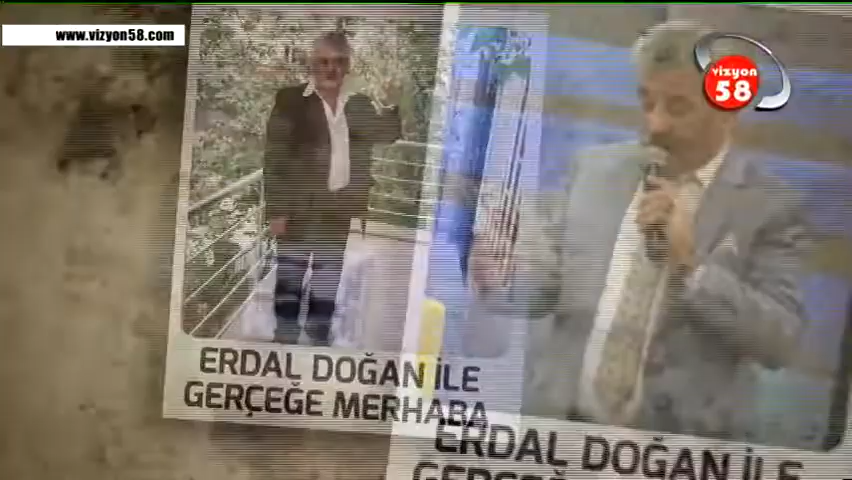 www.vizyon58.com
vizyon
58
ERDAL DOĞAN İLE
GERÇEĞE MERHABA
ERDAL DOĞAN İLE